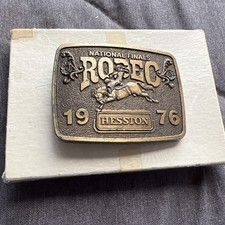 NATIONAL FINALS
RODEO
19 76
HESSTON